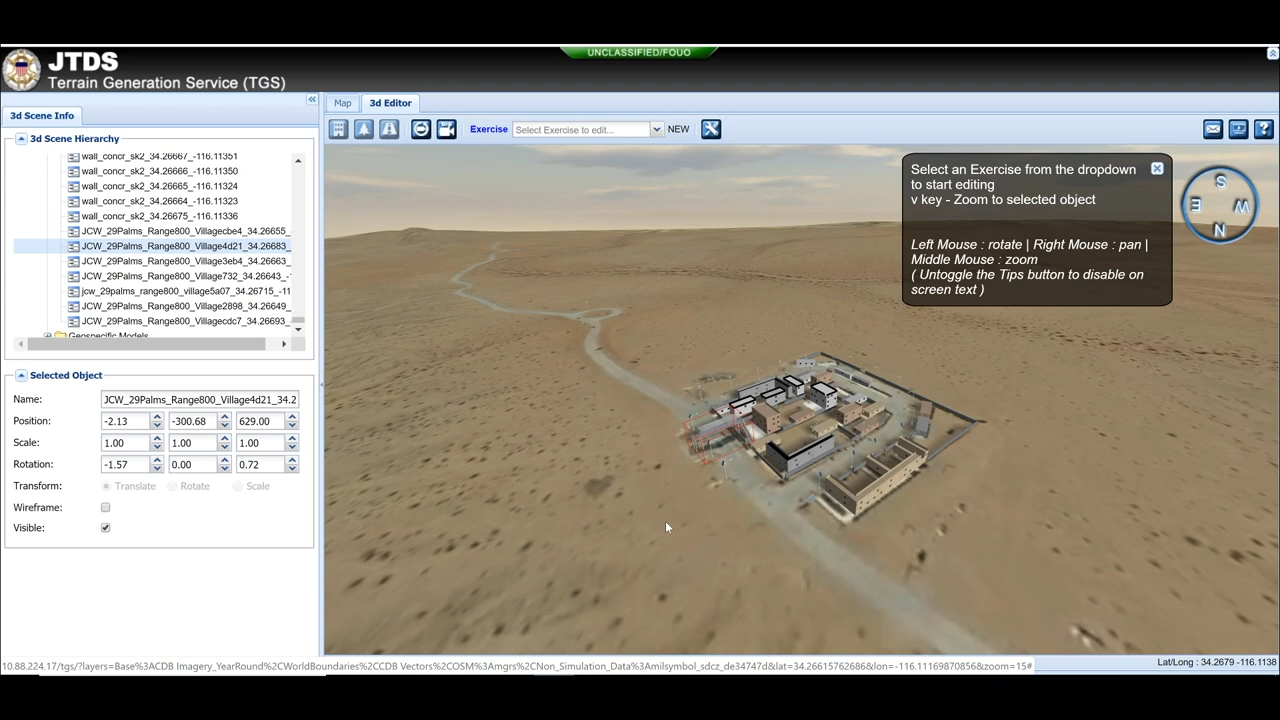 UNCLASSIFIED/FOUO
JTDS
Terrain Generation Service (TGS)
3d Scene Info
Map
3d Editor
Exercise
Select Exercise to edit...
NEW
3d Scene Hierarchy
wall_concr_sk2_34.26667_-116.11351
wall_concr_sk2_34.26666_-116.11350
wall_concr_sk2_34.26665_-116.11324
wall_concr_sk2_34.26664_-116.11323
wall_concr_sk2_34.26675_-116.11336
JCW_29Palms_Range800_Villagecbe4_34.26655_
JCW_29Palms_Range800_Village4d21_34.26683_
JCW_29Palms_Range800_Village3eb4_34.26663_
JCW_29Palms_Range800_Village732_34.26643_-
jcw_29palms_range800_village5a07_34.26715_-11
JCW_29Palms_Range800_Village2898_34.26649_
JCW_29Palms_Range800_Villagecdc7_34.26693_
Geospecific Models
Selected Object
Name: JCW_29Palms_Range800_Village4d21_34.2
Position: -2.13 -300.68 629.00
Scale: 1.00 1.00 1.00
Rotation: -1.57 0.00 0.72
Transform: Translate Rotate Scale
Wireframe:
Visible:
Select an Exercise from the dropdown
to start editing
v key - Zoom to selected object
Left Mouse : rotate | Right Mouse : pan |
Middle Mouse : zoom
( Untoggle the Tips button to disable on
screen text )
S
E
W
N
10.88.224.17/tgs/?layers=Base%3ACDB Imagery_YearRound%2CWorldBoundaries%2CCDB Vectors%2COSM%3Amgrs%2CNon_Simulation_Data%3Amilsymbol_sdcz_de34747d&lat=34.26615762686&lon=-116.11169870856&zoom=15#
Lat/Long : 34.2679 -116.1138